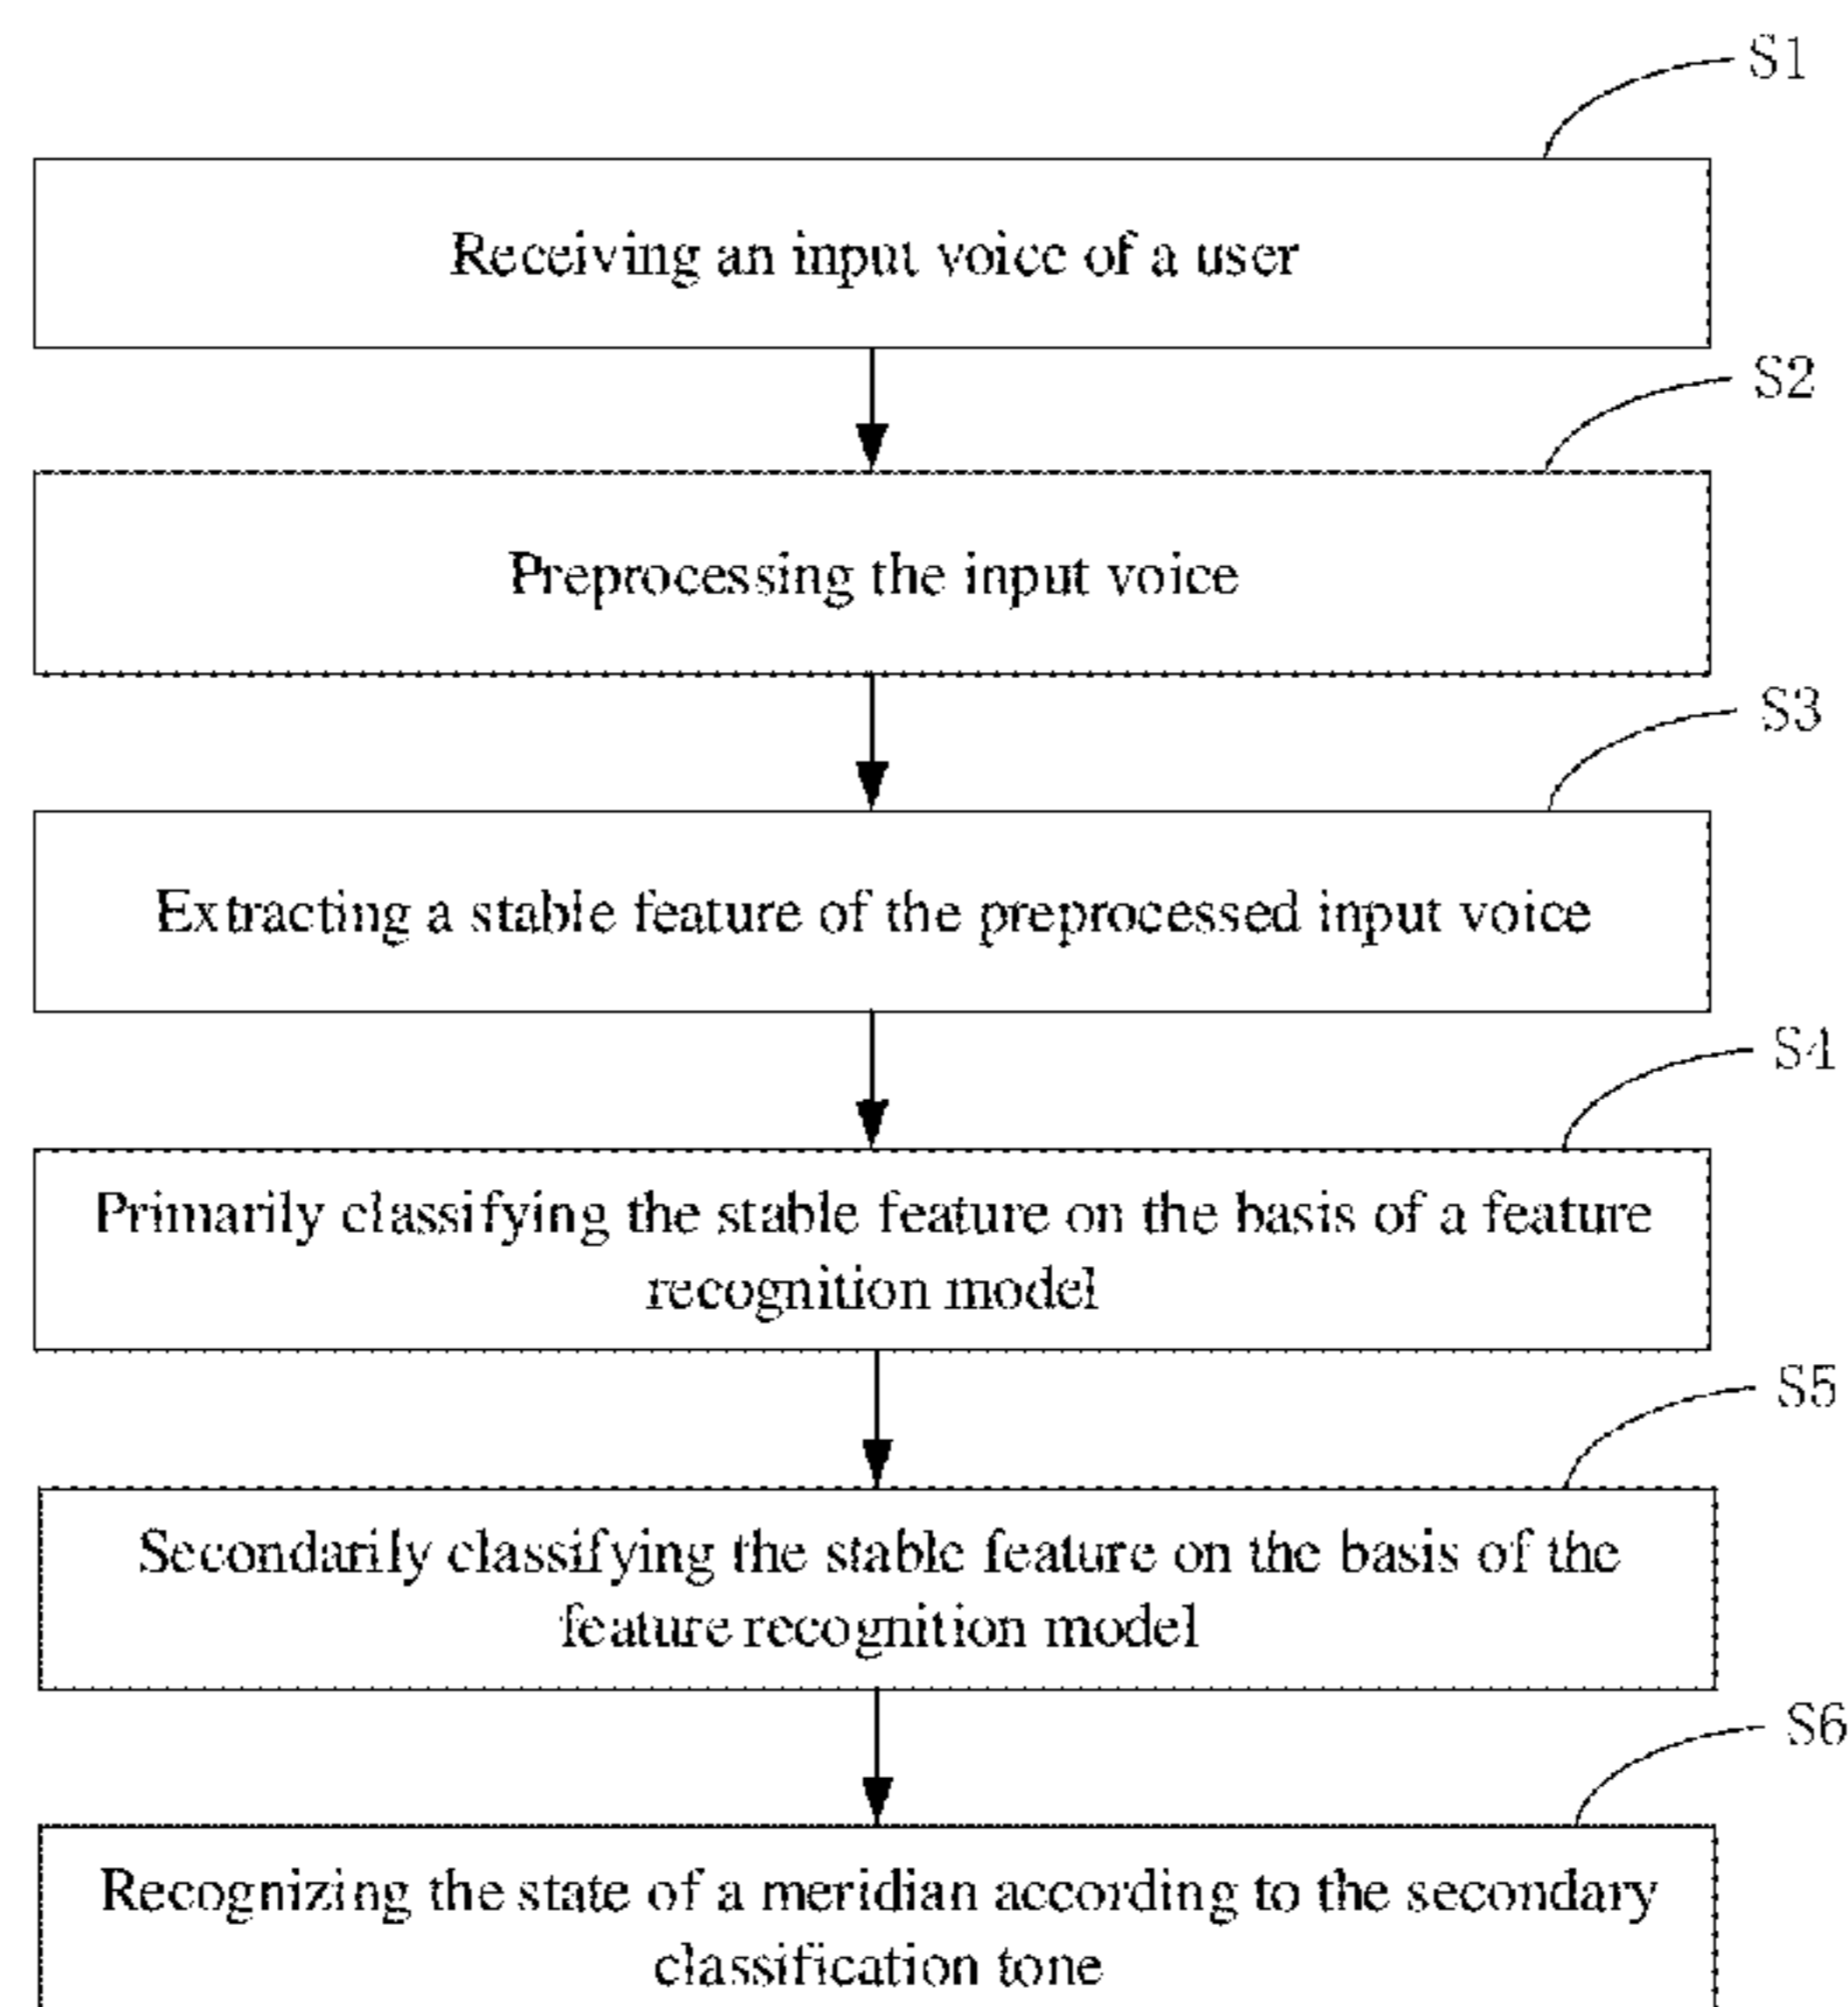 S1
Receiving an input voice of a user
S2
Preprocessing the input voice
S3
Extracting a stable feature of the preprocessed input voice
S4
Primarily classifying the stable feature on the basis of a feature
recognition model
S5
Secondarily classifying the stable feature on the basis of the
feature recognition model
S6
Recognizing the state of a meridian according to the secondary
classification tone